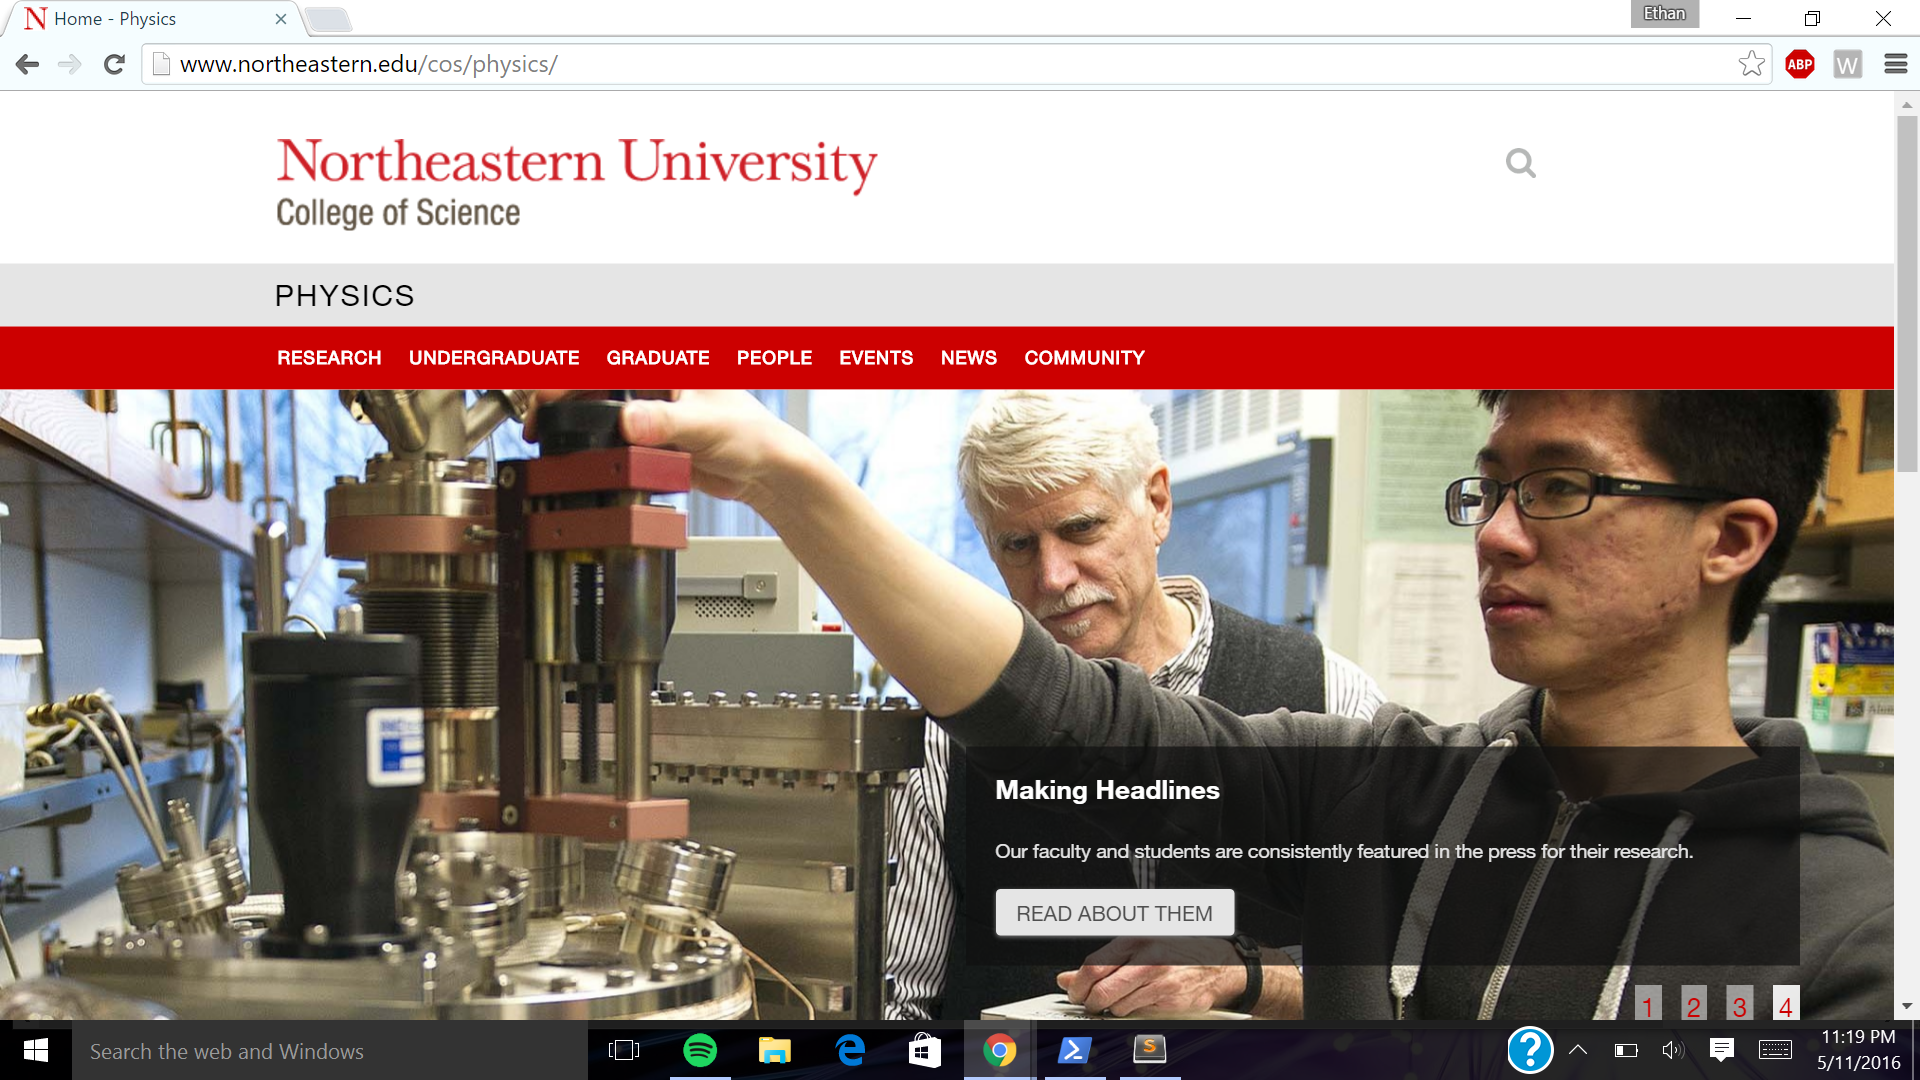 Home - Physics
Ethan
www.northeastern.edu/cos/physics/
ABP
W
Northeastern University
College of Science
PHYSICS
RESEARCH UNDERGRADUATE GRADUATE PEOPLE EVENTS NEWS COMMUNITY
Making Headlines
Our faculty and students are consistently featured in the press for their research.
READ ABOUT THEM
1 2 3 4
Search the web and Windows
11:19 PM
5/11/2016